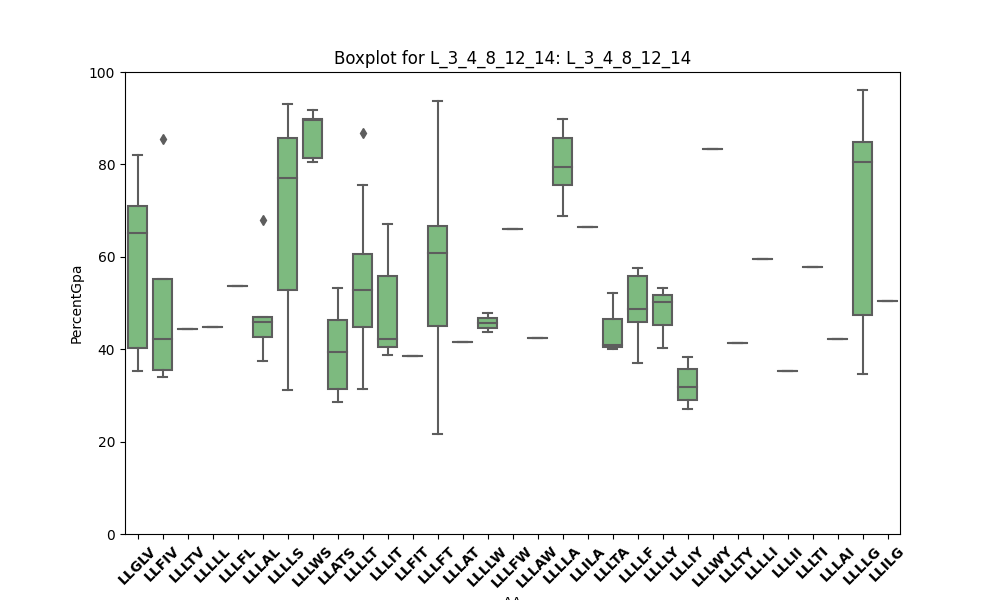 Boxplot for L_3_4_8_12_14: L_3_4_8_12_14
100
80
60
40
20
0
PercentGpa
LLGLV
LLFIV
LLLTV
LLLLL
LLLFL
LLLAL
LLLLS
LLLWS
LLATS
LLLLT
LLLIT
LLFIT
LLLFT
LLLAT
LLLLW
LLLFW
LLLAW
LLLLA
LLILA
LLLTA
LLLLF
LLLLY
LLLIY
LLLWY
LLLTY
LLLLI
LLLII
LLLTI
LLLAI
LLLLG
LLILG